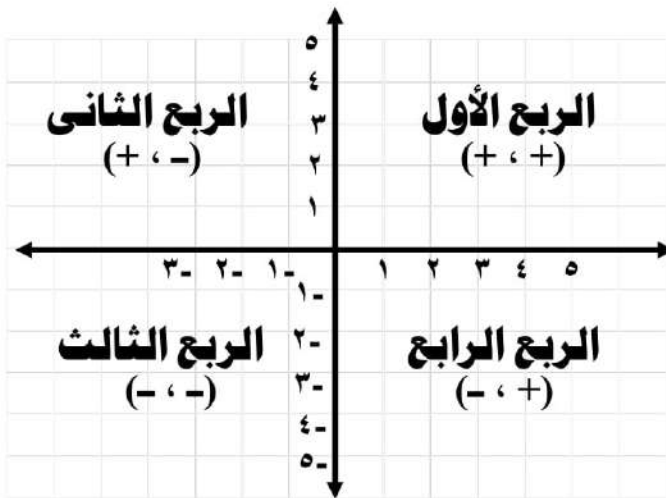 ٥
٤
الربع الأول الربع الثانى
٣
(+ ، +) (– ، +)
٢
١
-٣ -٢ -١ ١ ٢ ٣ ٤ ٥
-١
الربع الرابع الربع الثالث
-٢
(+ ، –) (– ، –)
-٣
-٤
-٥